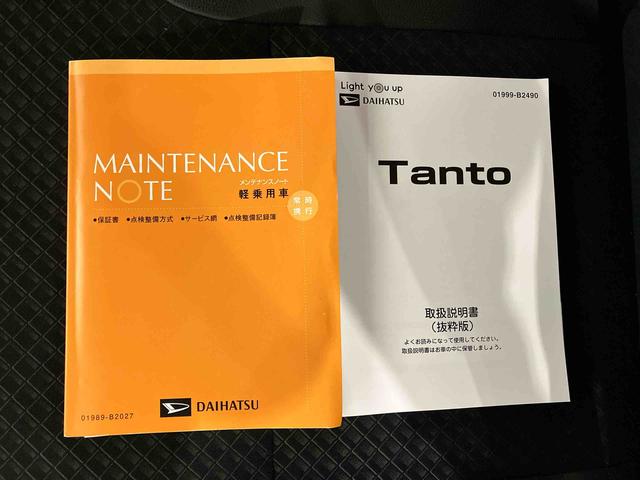 MAINTENANCE
NOTE
メンテナンスノート
軽乗用車
常時
携行
●保証書 ●点検整備方式 ●サービス網 ●点検整備記録簿
01989-B2027
DAIHATSU
Light you up
DAIHATSU
01999-B2490
Tanto
取扱説明書
(抜粋版)
よくお読みになって使用してください。
取扱説明書はお車の中に保管しましょう。